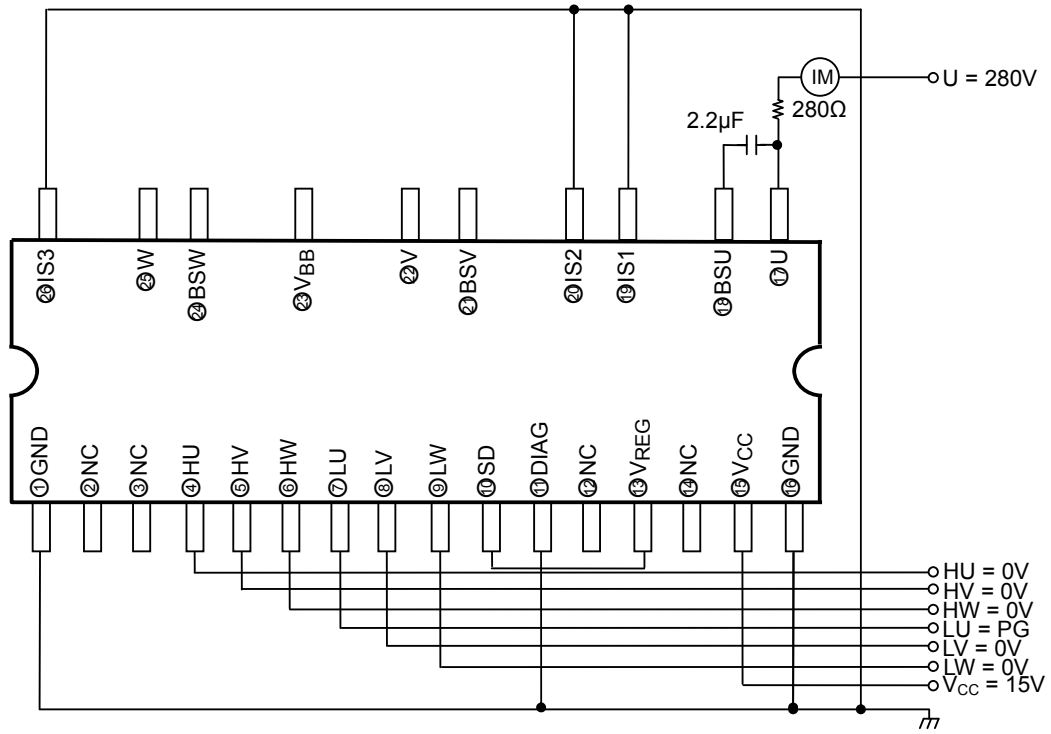 IM
U = 280V
280Ω
2.2µF
㉖IS3
㉕W
㉔BSW
㉓VBB
㉒V
㉑BSV
⑳IS2
⑲IS1
⑱BSU
⑰U
①GND
②NC
③NC
④HU
⑤HV
⑥HW
⑦LU
⑧LV
⑨LW
⑩SD
⑪DIAG
⑫NC
⑬VREG
⑭NC
⑮VCC
⑯GND
HU = 0V
HV = 0V
HW = 0V
LU = PG
LV = 0V
LW = 0V
VCC = 15V